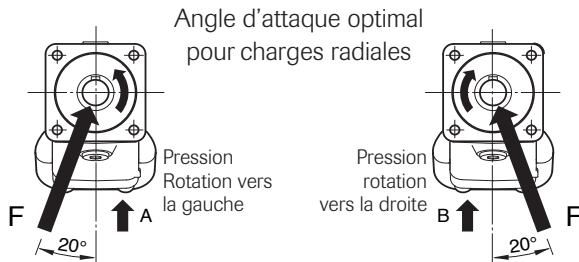 Angle d’attaque optimal
pour charges radiales
Pression
Rotation vers
la gauche
F
A
20°
Pression
rotation
vers la droite
B
F
20°